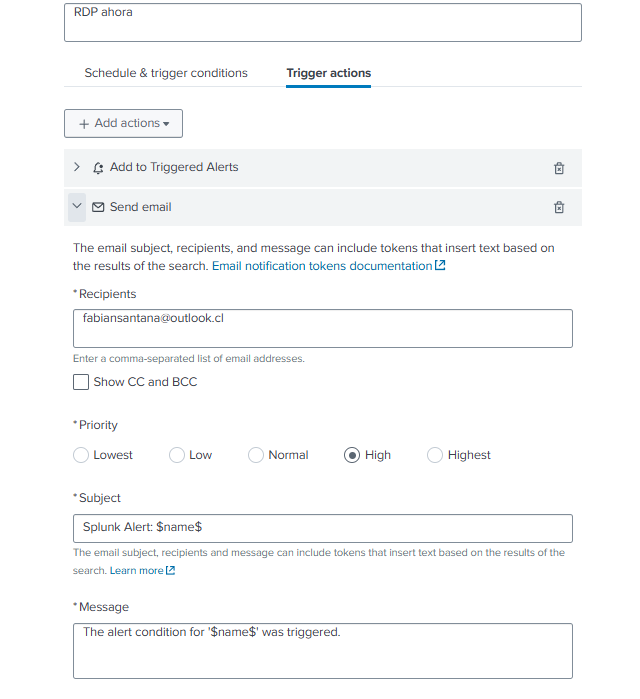 RDP ahora
Schedule & trigger conditions Trigger actions
+ Add actions
Add to Triggered Alerts
Send email
The email subject, recipients, and message can include tokens that insert text based on
the results of the search. Email notification tokens documentation
*Recipients
fabiansantana@outlook.cl
Enter a comma-separated list of email addresses.
Show CC and BCC
*Priority
Lowest Low Normal High Highest
*Subject
Splunk Alert: $name$
The email subject, recipients and message can include tokens that insert text based on the results of the
search. Learn more
*Message
The alert condition for '$name$' was triggered.